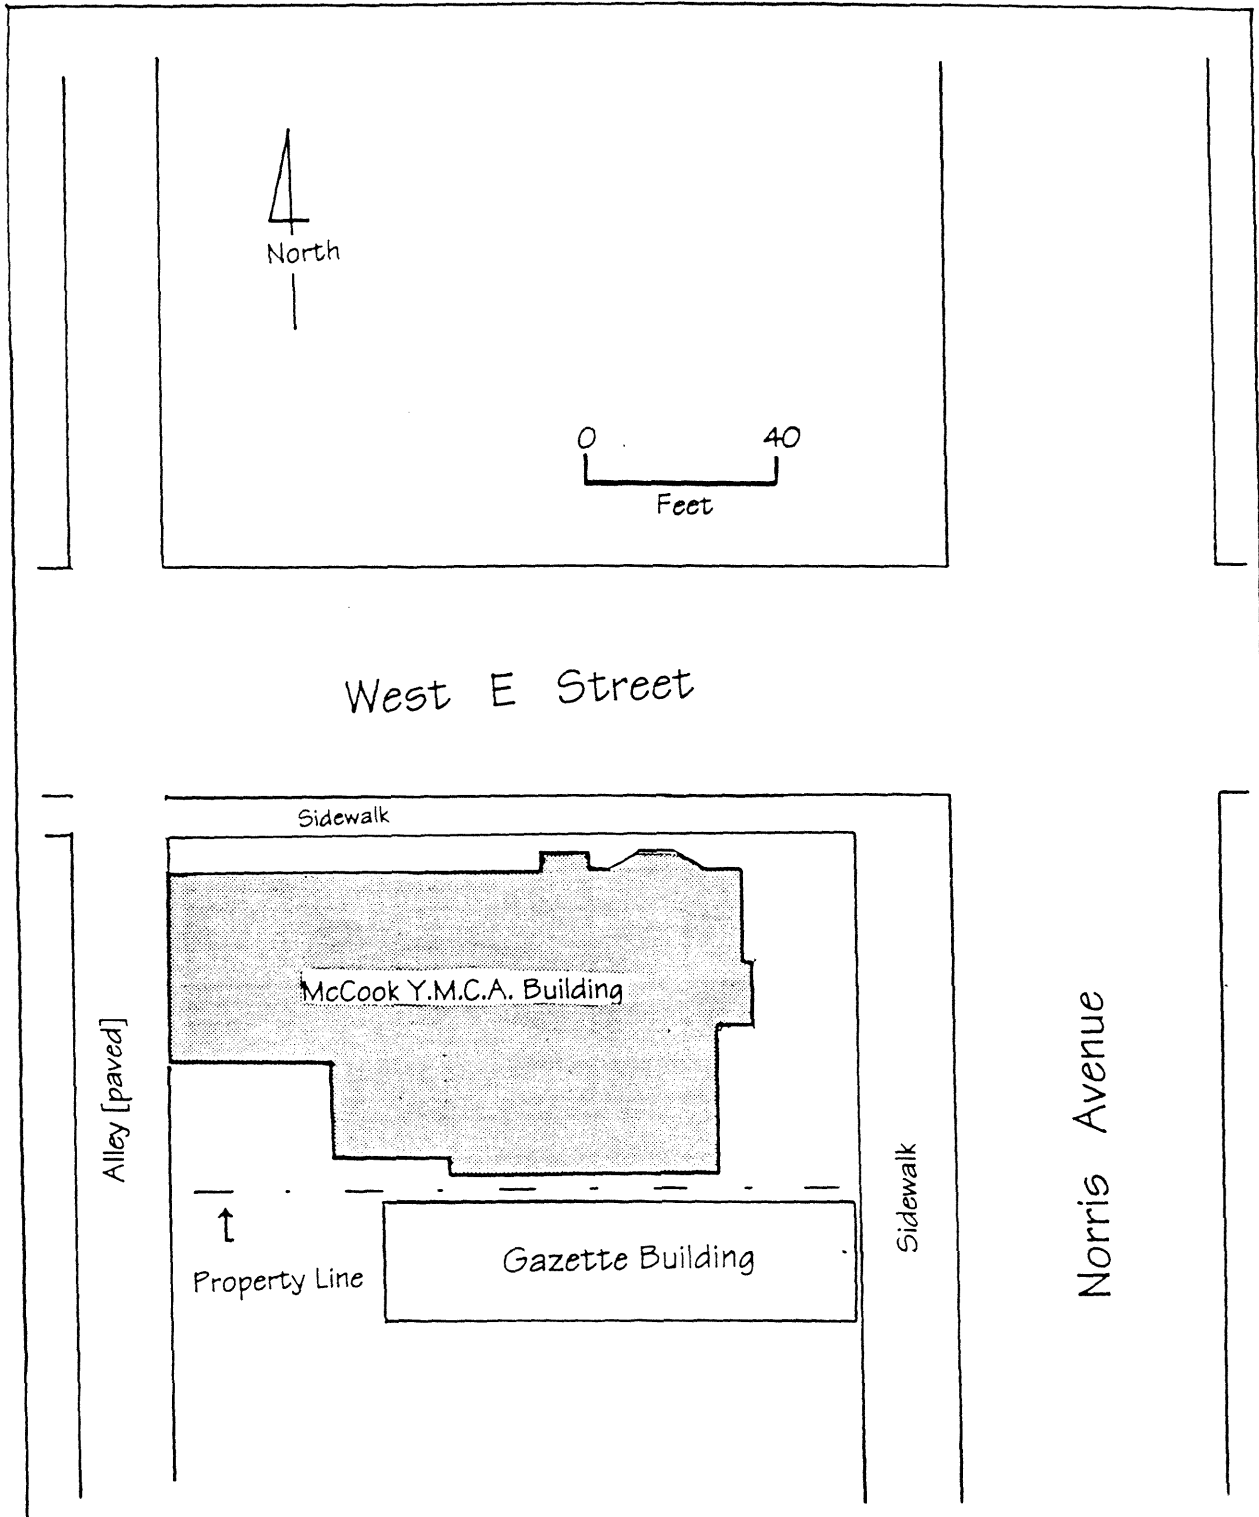 North
0 40
Feet
West E Street
Sidewalk
McCook Y.M.C.A. Building
Alley [paved]
Sidewalk
Norris Avenue
Gazette Building
Property Line